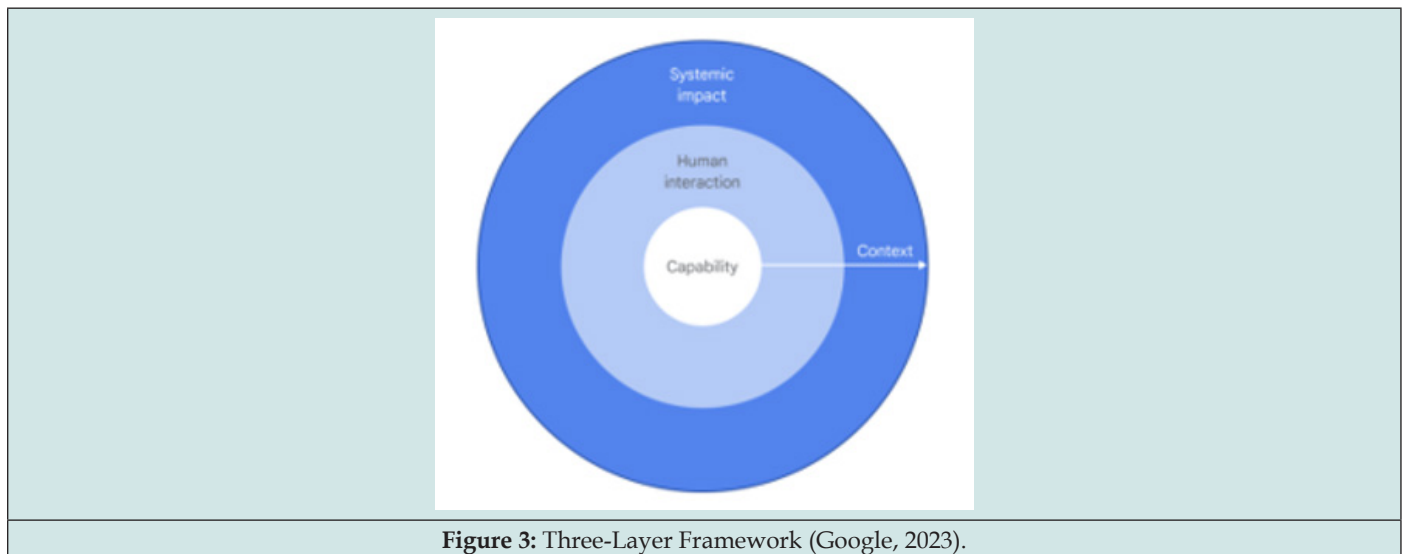 Systemic
impact
Human
interaction
Context
Capability
Figure 3: Three-Layer Framework (Google, 2023).